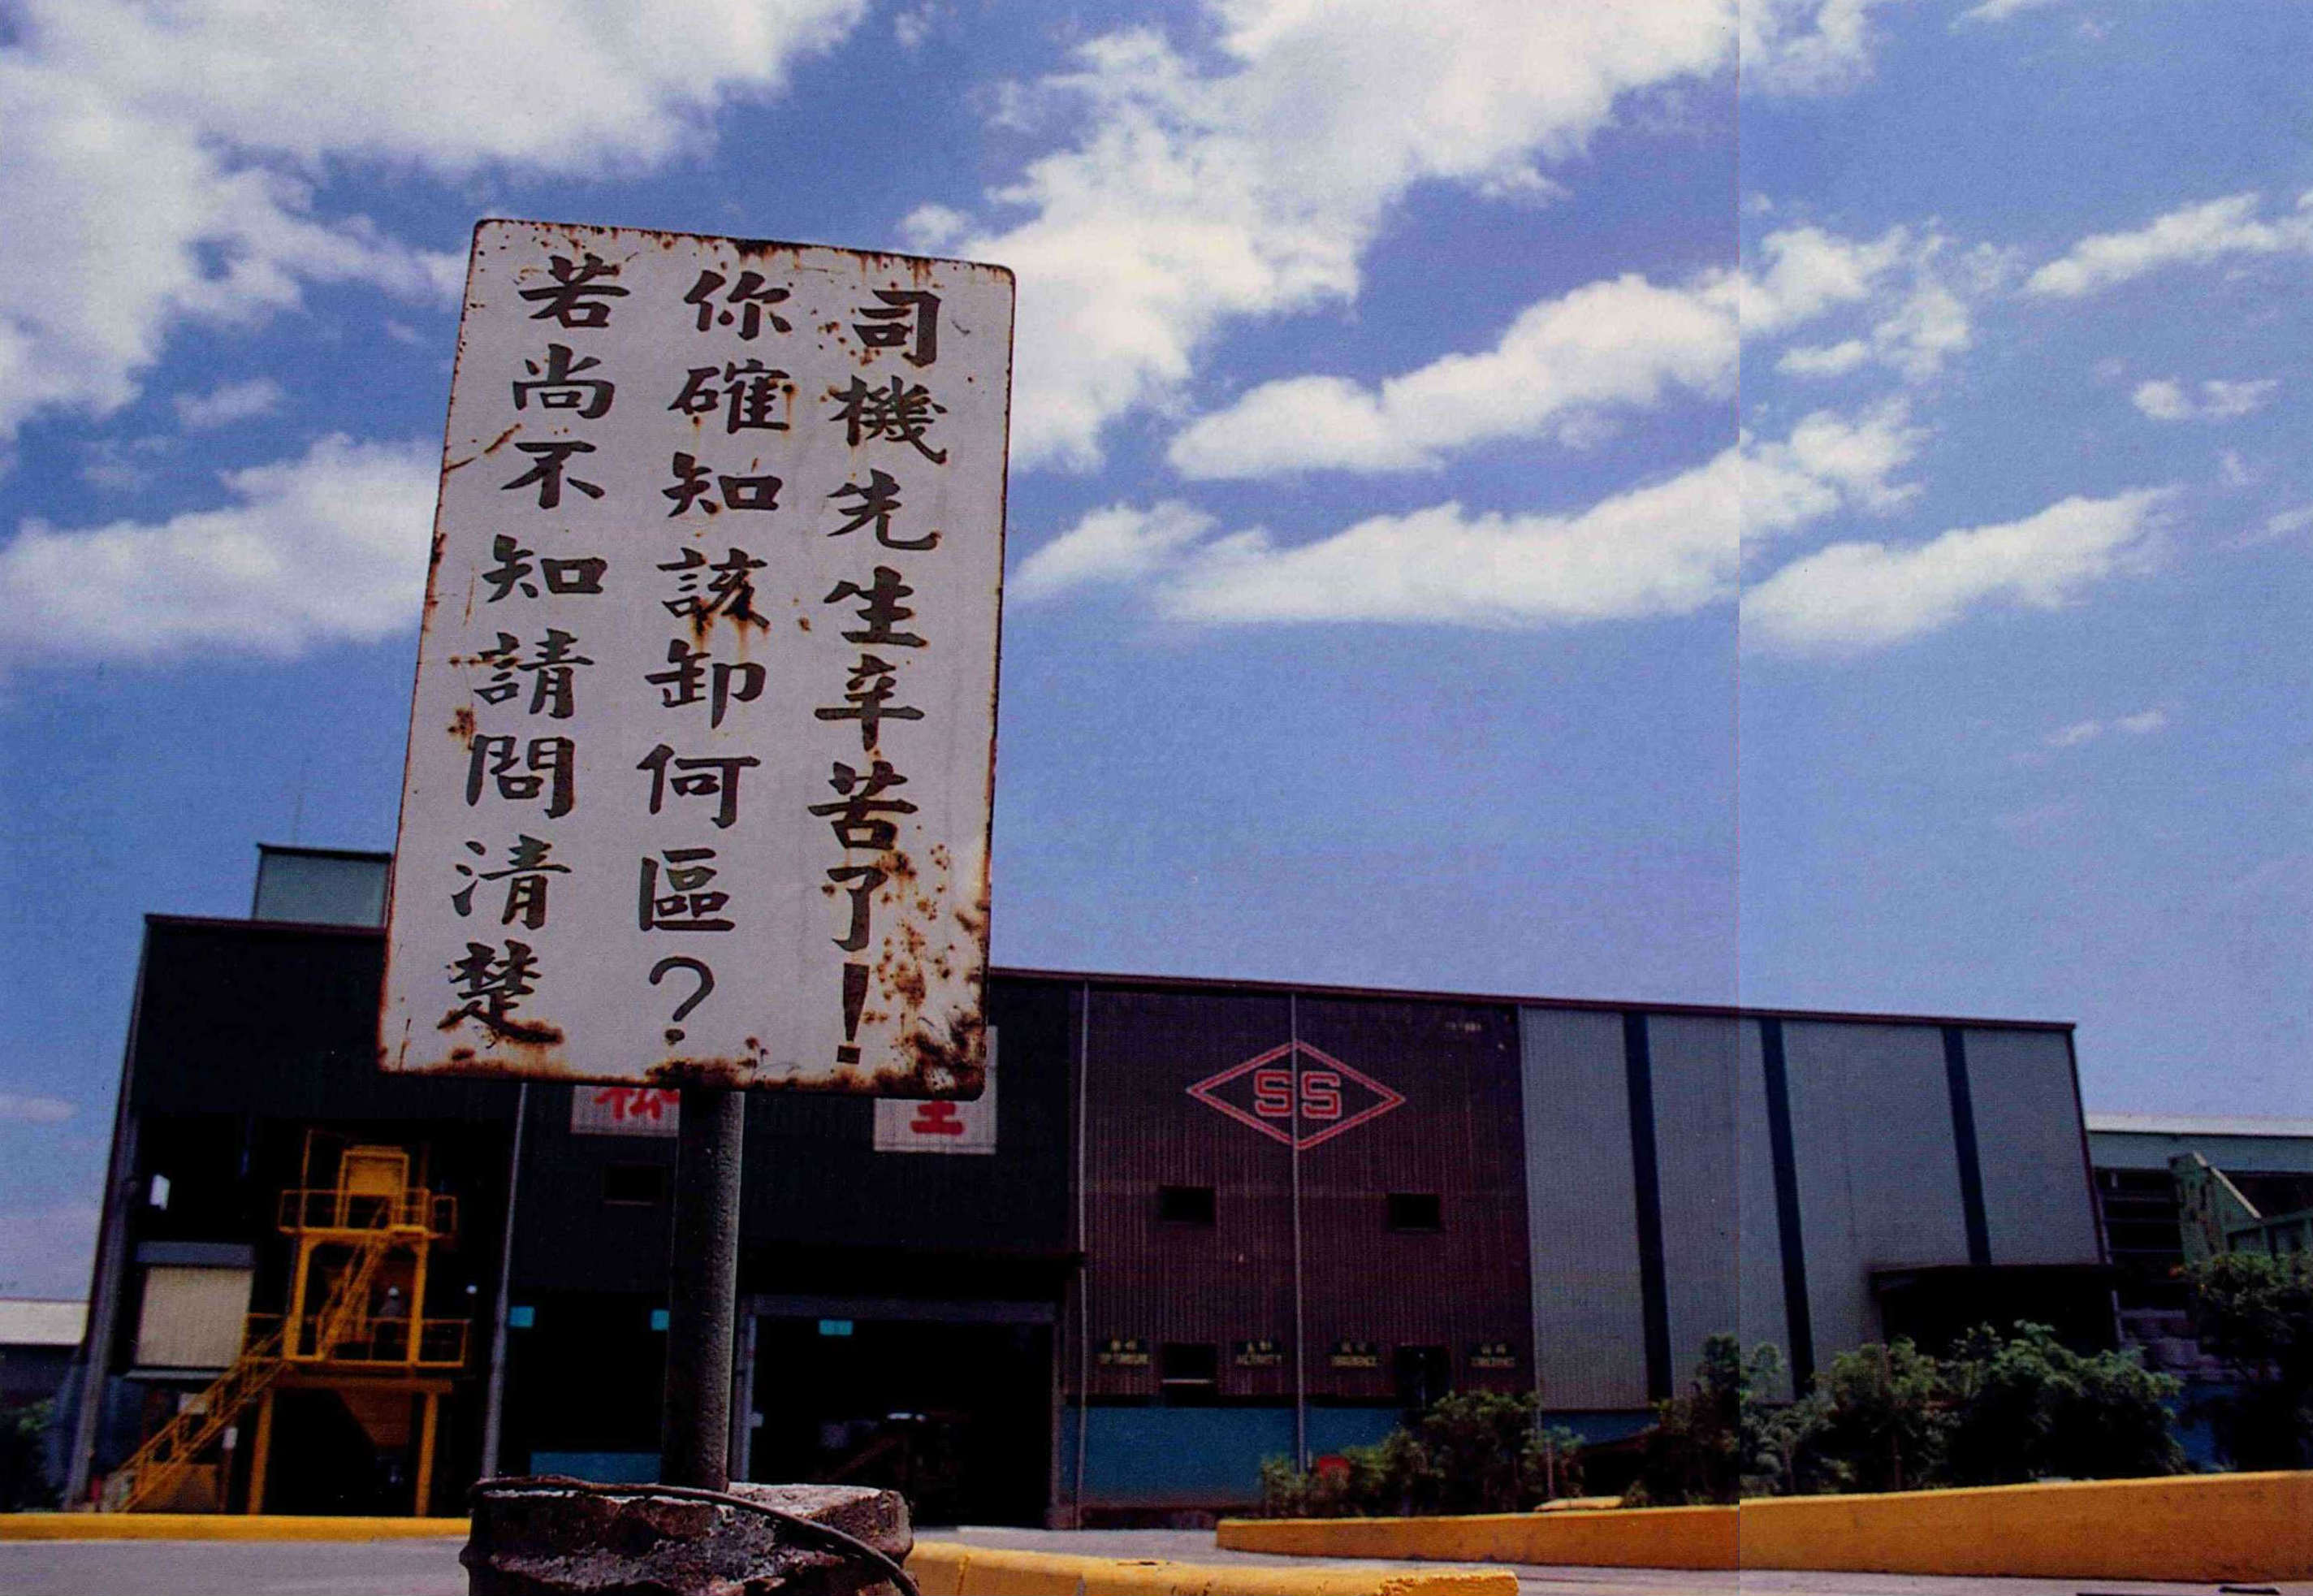 司機先生辛苦了！
你確知該卸何區？
若尚不知請問清楚
SS